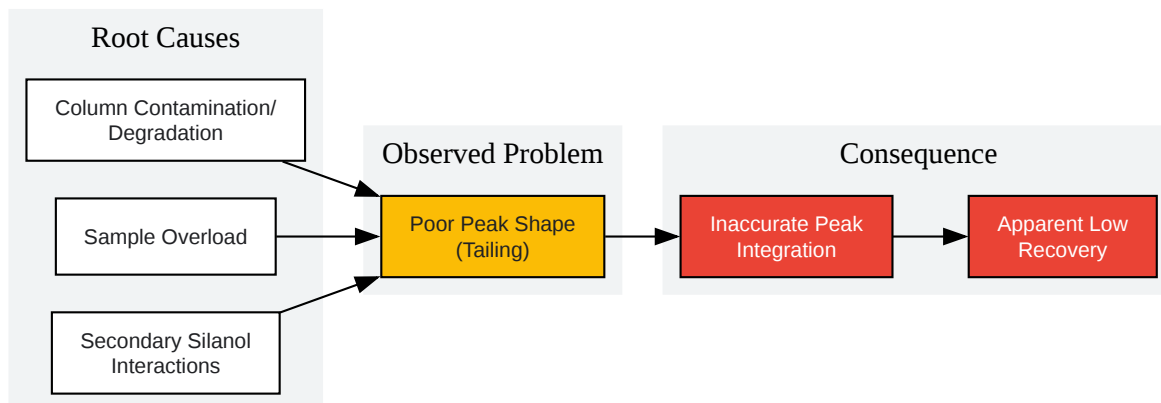 Root Causes
Column Contamination/
Degradation
Sample Overload
Secondary Silanol
Interactions
Observed Problem
Poor Peak Shape
(Tailing)
Consequence
Inaccurate Peak
Integration
Apparent Low
Recovery